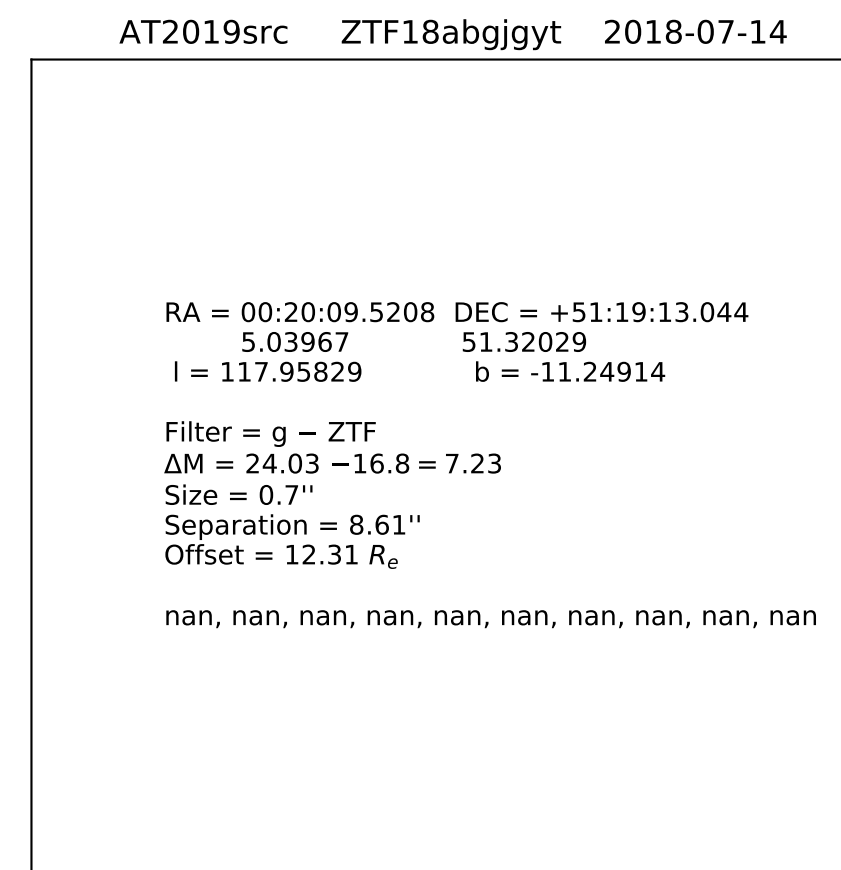 AT2019src ZTF18abgjgyt 2018-07-14
RA = 00:20:09.5208 DEC = +51:19:13.044
5.03967 51.32029
l = 117.95829 b = -11.24914
Filter = g − ZTF
ΔM = 24.03 −16.8 = 7.23
Size = 0.7''
Separation = 8.61''
Offset = 12.31 Rₑ
nan, nan, nan, nan, nan, nan, nan, nan, nan, nan